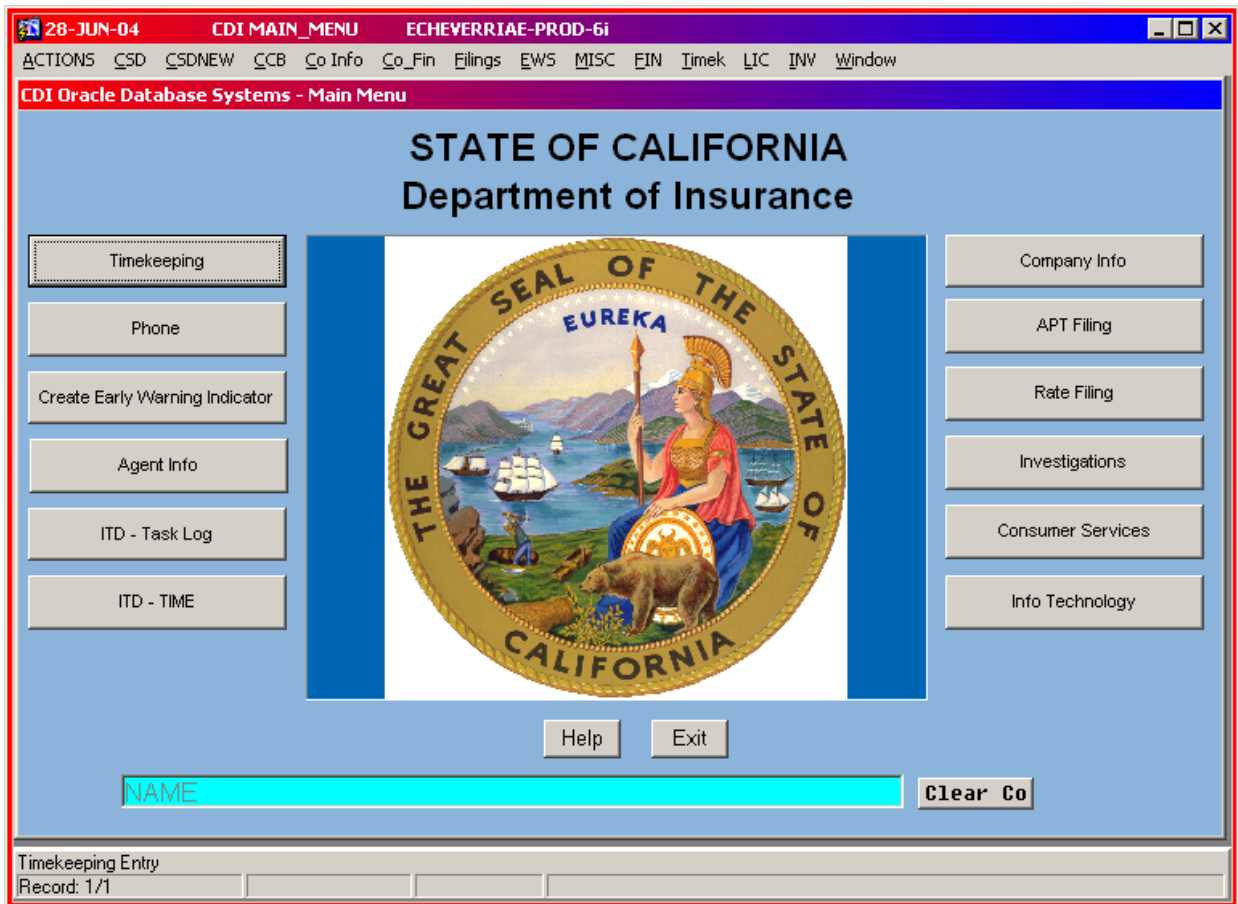 28-JUN-04 CDI MAIN_MENU ECHEVERRIAE-PROD-6i
ACTIONS CSD CSDNEW CCB Co Info Co_Fin Filings EWS MISC FIN Timek LIC INV Window
CDI Oracle Database Systems - Main Menu
STATE OF CALIFORNIA
Department of Insurance
Timekeeping
Phone
Create Early Warning Indicator
Agent Info
ITD - Task Log
ITD - TIME
THE GREAT SEAL OF THE STATE OF CALIFORNIA
EUREKA
Company Info
APT Filing
Rate Filing
Investigations
Consumer Services
Info Technology
Help Exit
NAME Clear Co
Timekeeping Entry
Record: 1/1